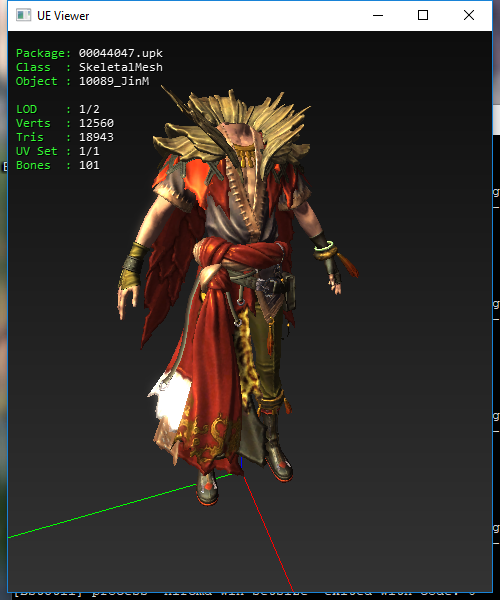 UE Viewer
Package: 00044047.upk
Class  : SkeletalMesh
Object : 10089_JinM
LOD    : 1/2
Verts  : 12560
Tris   : 18943
UV Set : 1/1
Bones  : 101